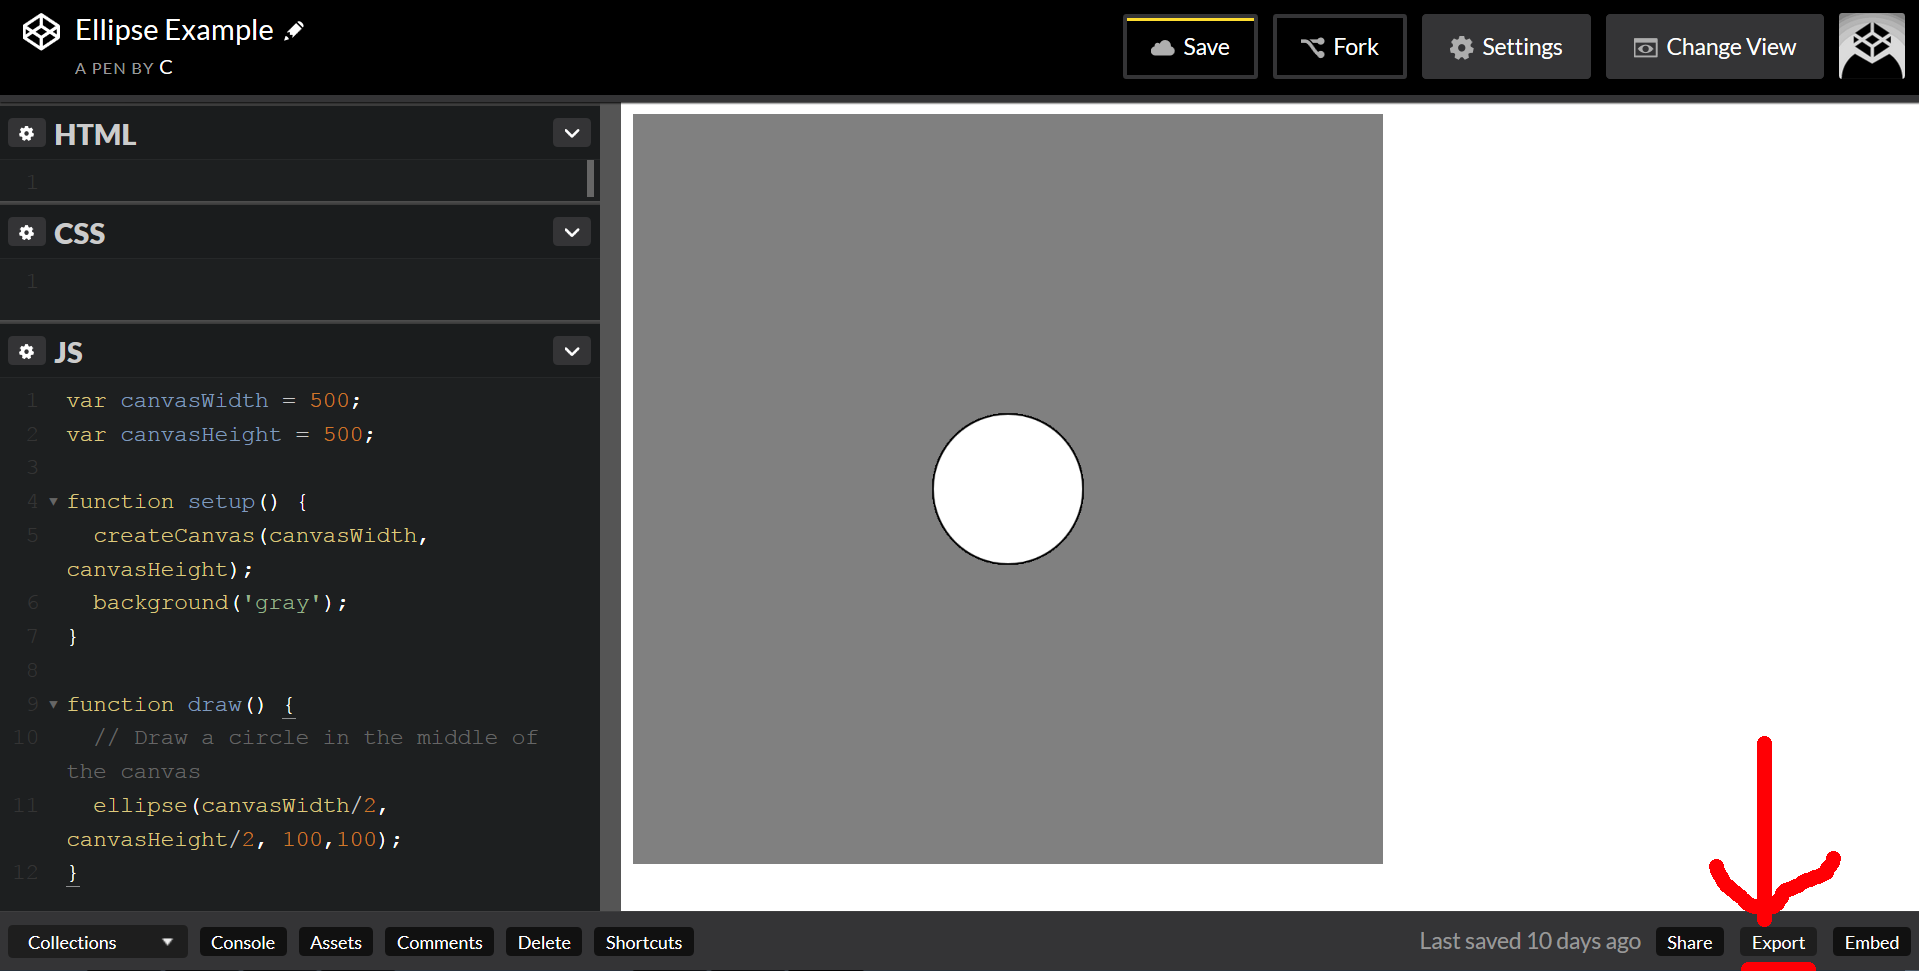 Ellipse Example
A PEN BY C
Save
Fork
Settings
Change View
HTML
1
CSS
1
JS
1 var canvasWidth = 500;
2 var canvasHeight = 500;
3
4 function setup() {
5 createCanvas(canvasWidth,
canvasHeight);
6 background('gray');
7 }
8
9 function draw() {
10 // Draw a circle in the middle of
the canvas
11 ellipse(canvasWidth/2,
canvasHeight/2, 100,100);
12 }
Collections
Console
Assets
Comments
Delete
Shortcuts
Last saved 10 days ago
Share
Export
Embed